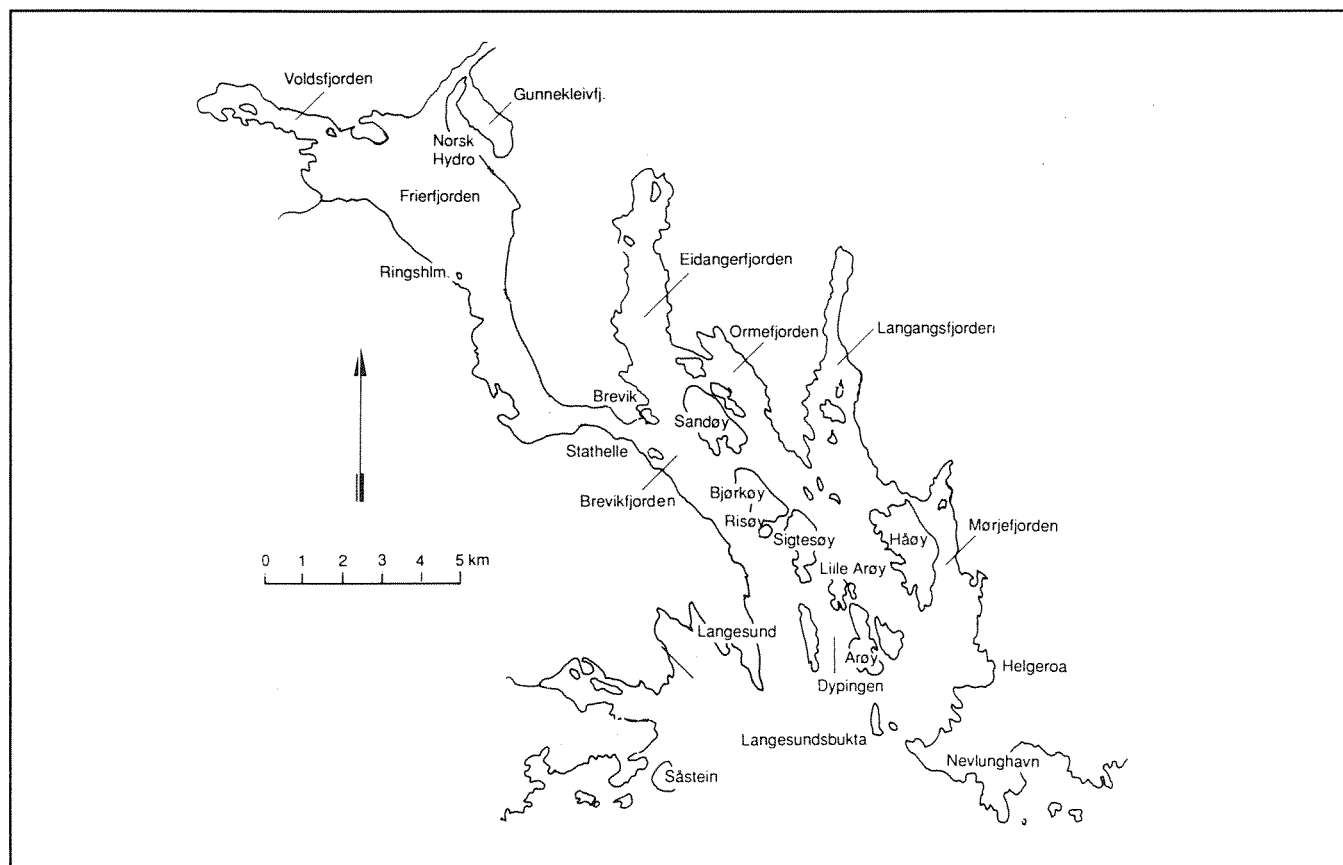 Voldsfjorden
Gunnekleivfj.
Norsk
Hydro
Frierfjorden
Ringshlm.
Eidangerfjorden
Ormefjorden
Langangsfjorden
Brevik
Sandøy
Stathelle
Brevikfjorden
Bjørkøy
Risøy
Sigtesøy
Håøy
Mørjefjorden
Lille Arøy
0 1 2 3 4 5 km
Langesund
Arøy
Helgeroa
Dypingen
Langesundsbukta
Nevlunghavn
Såstein